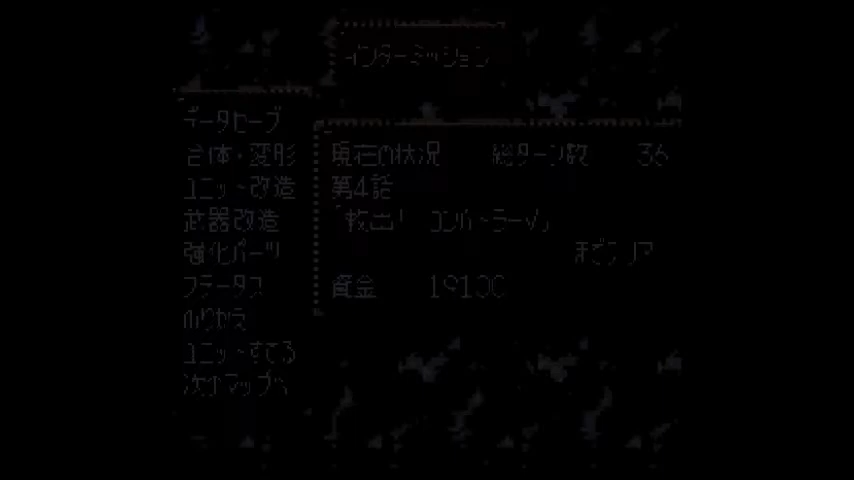 インターミッション
データセーブ
合体・変形
ユニット改造
武器改造
強化パーツ
ステータス
のりかえ
ユニットすてる
次のマップへ
現在の状況 総ターン数 36
第4話
「救出! コンバトラーV」
までクリア
資金 19100